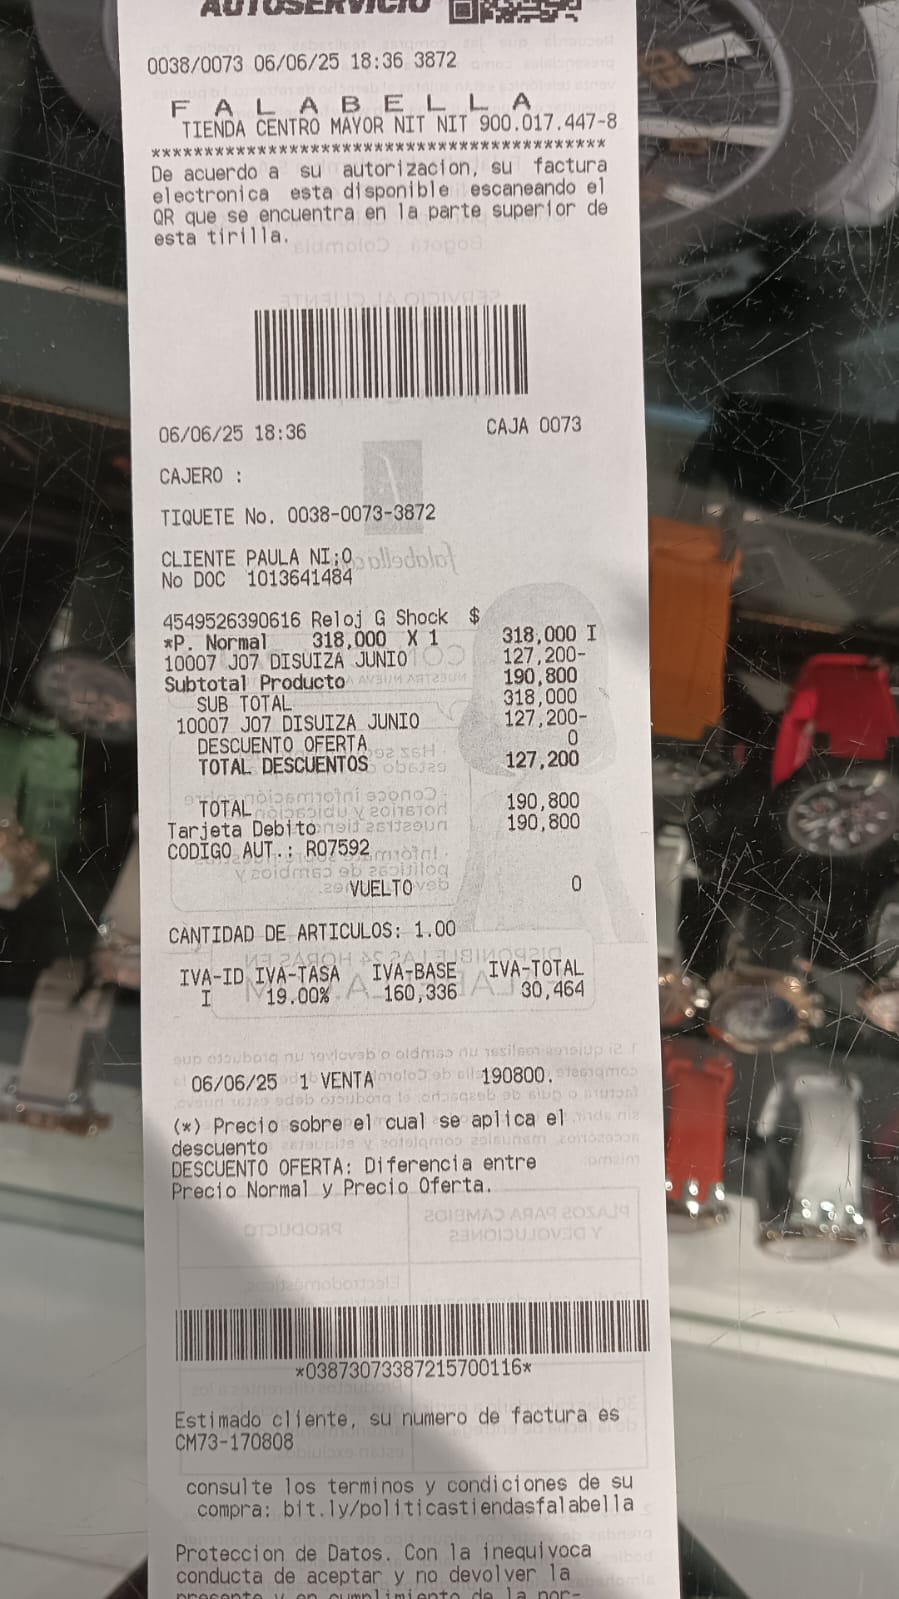 AUTOSERVICIO
0038/0073 06/06/25 18:36 3872
F A L A B E L L A
TIENDA CENTRO MAYOR NIT NIT 900.017.447-8
*******************************************
De acuerdo a su autorizacion, su factura
electronica esta disponible escaneando el
QR que se encuentra en la parte superior de
esta tirilla.
06/06/25 18:36 CAJA 0073
CAJERO :
TIQUETE No. 0038-0073-3872
CLIENTE PAULA NI;O
No DOC 1013641484
4549526390616 Reloj G Shock $
*P. Normal 318,000 X 1 318,000 I
10007 J07 DISUIZA JUNIO 127,200-
Subtotal Producto 190,800
SUB TOTAL 318,000
10007 J07 DISUIZA JUNIO 127,200-
DESCUENTO OFERTA 0
TOTAL DESCUENTOS 127,200
TOTAL 190,800
Tarjeta Debito 190,800
CODIGO AUT.: R07592
VUELTO 0
CANTIDAD DE ARTICULOS: 1.00
IVA-ID IVA-TASA IVA-BASE IVA-TOTAL
I 19.00% 160,336 30,464
06/06/25 1 VENTA 190800.
(*) Precio sobre el cual se aplica el
descuento
DESCUENTO OFERTA: Diferencia entre
Precio Normal y Precio Oferta.
*03873073387215700116*
Estimado cliente, su numero de factura es
CM73-170808
consulte los terminos y condiciones de su
compra: bit.ly/politicastiendasfalabella
Proteccion de Datos. Con la inequivoca
conducta de aceptar y no devolver la
presente y en cumplimiento de la nor-